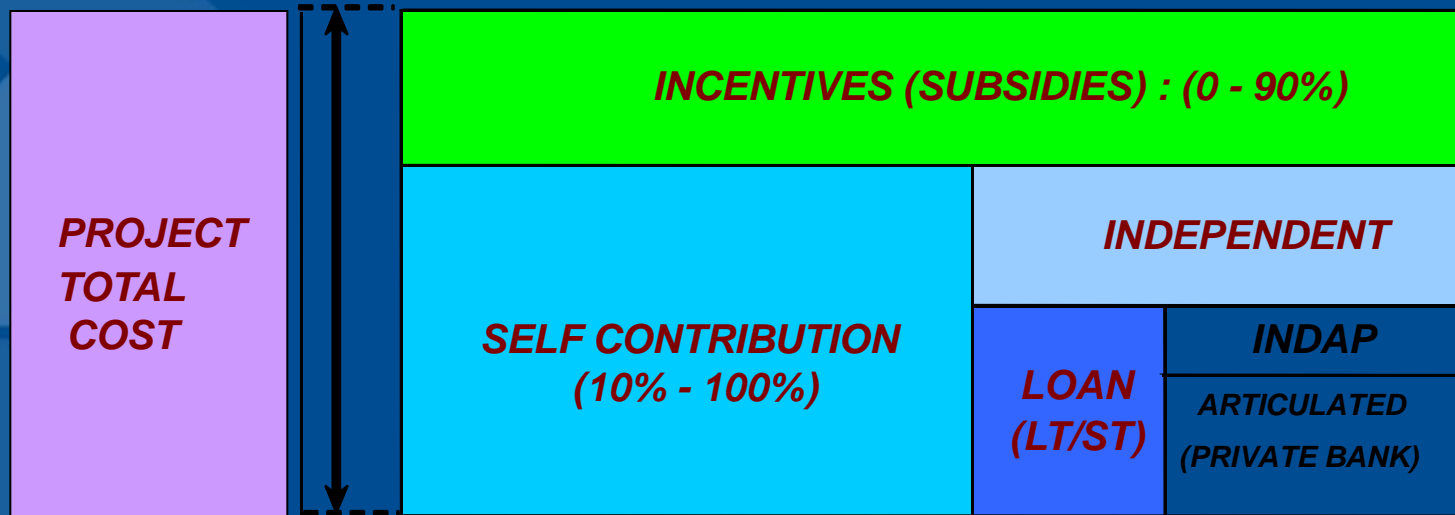 PROJECT
TOTAL
COST
INCENTIVES (SUBSIDIES) : (0 - 90%)
SELF CONTRIBUTION
(10% - 100%)
INDEPENDENT
LOAN
(LT/ST)
INDAP
ARTICULATED
(PRIVATE BANK)